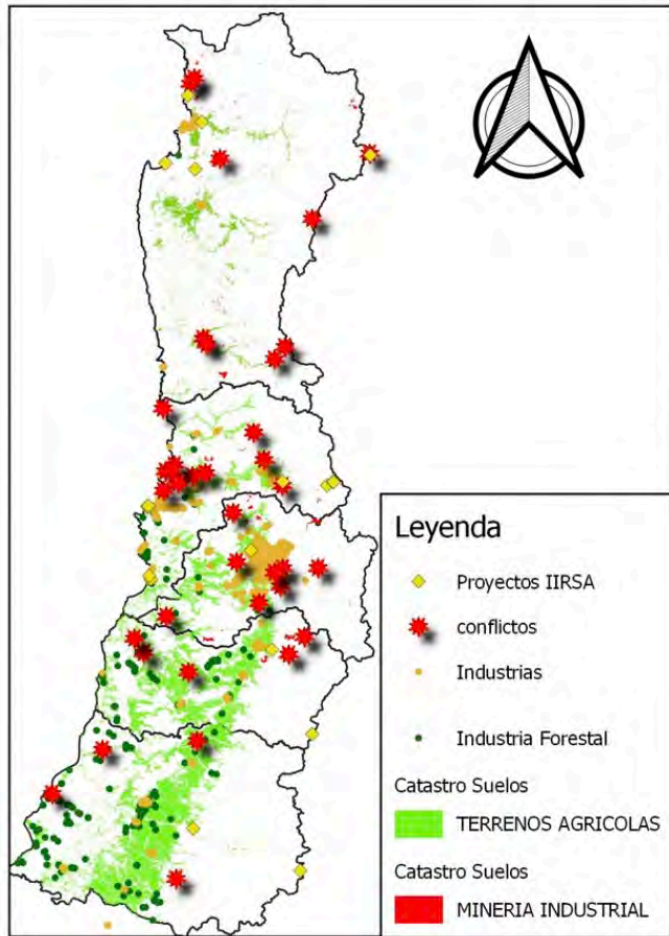 Leyenda
Proyectos IIRSA
conflictos
Industrias
Industria Forestal
Catastro Suelos
TERRENOS AGRICOLAS
Catastro Suelos
MINERIA INDUSTRIAL